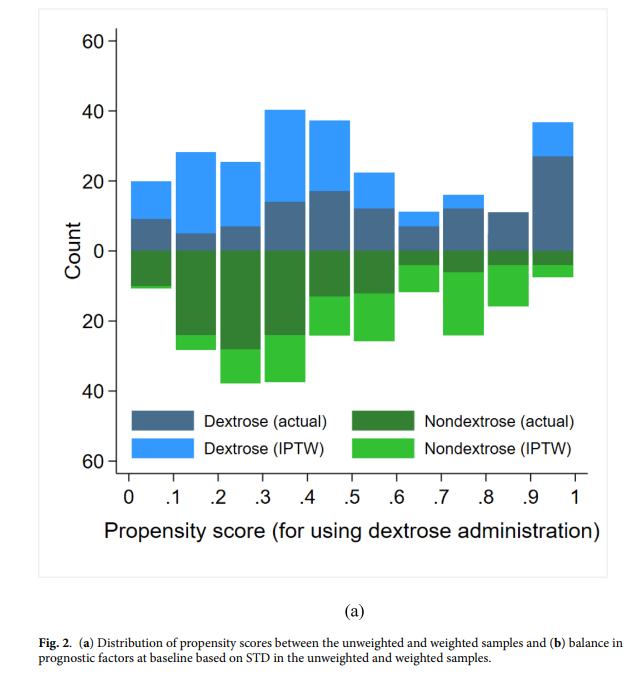 60
40
20
0
20
40
60
Count
Dextrose (actual) Nondextrose (actual)
Dextrose (IPTW) Nondextrose (IPTW)
0 .1 .2 .3 .4 .5 .6 .7 .8 .9 1
Propensity score (for using dextrose administration)
(a)
Fig. 2. (a) Distribution of propensity scores between the unweighted and weighted samples and (b) balance in
prognostic factors at baseline based on STD in the unweighted and weighted samples.